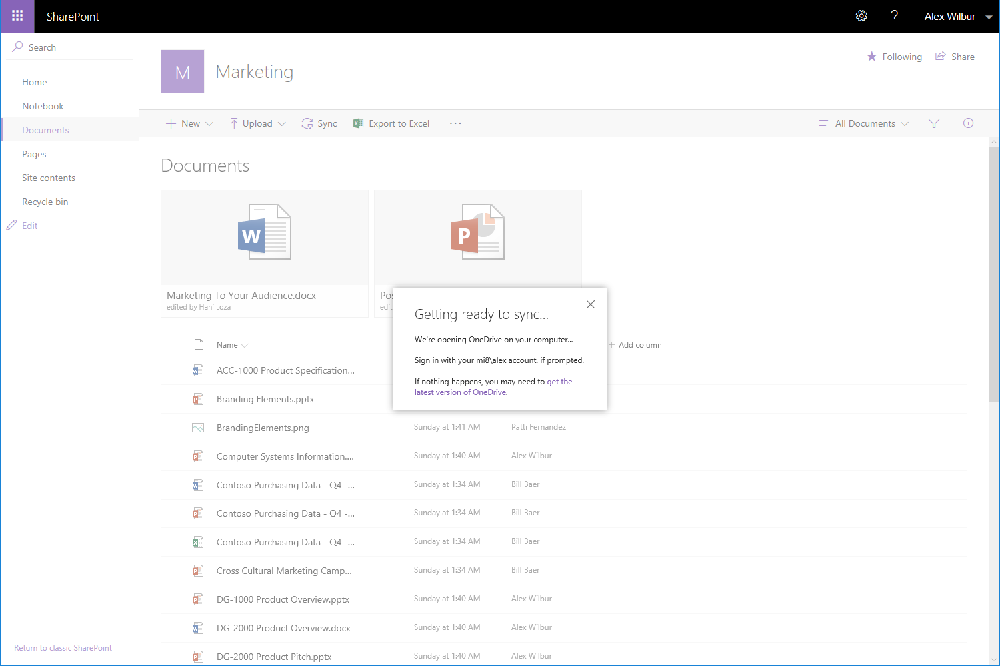 SharePoint
?
Alex Wilbur
Search
Home
Notebook
Documents
Pages
Site contents
Recycle bin
Edit
Return to classic SharePoint
M
Marketing
Following
Share
New
Upload
Sync
Export to Excel
...
All Documents
Documents
W
Marketing To Your Audience.docx
edited by Hani Loza
P
Pos
edite
Getting ready to sync...
We're opening OneDrive on your computer...
Sign in with your mi8\alex account, if prompted.
If nothing happens, you may need to get the
latest version of OneDrive.
Name
Add column
ACC-1000 Product Specification...
Branding Elements.pptx
BrandingElements.png Sunday at 1:41 AM Patti Fernandez
Computer Systems Information.... Sunday at 1:40 AM Alex Wilbur
Contoso Purchasing Data - Q4 -... Sunday at 1:34 AM Bill Baer
Contoso Purchasing Data - Q4 -... Sunday at 1:34 AM Bill Baer
Contoso Purchasing Data - Q4 -... Sunday at 1:34 AM Bill Baer
Cross Cultural Marketing Camp... Sunday at 1:34 AM Bill Baer
DG-1000 Product Overview.pptx Sunday at 1:40 AM Alex Wilbur
DG-2000 Product Overview.docx Sunday at 1:40 AM Alex Wilbur
DG-2000 Product Pitch.pptx Sunday at 1:40 AM Alex Wilbur